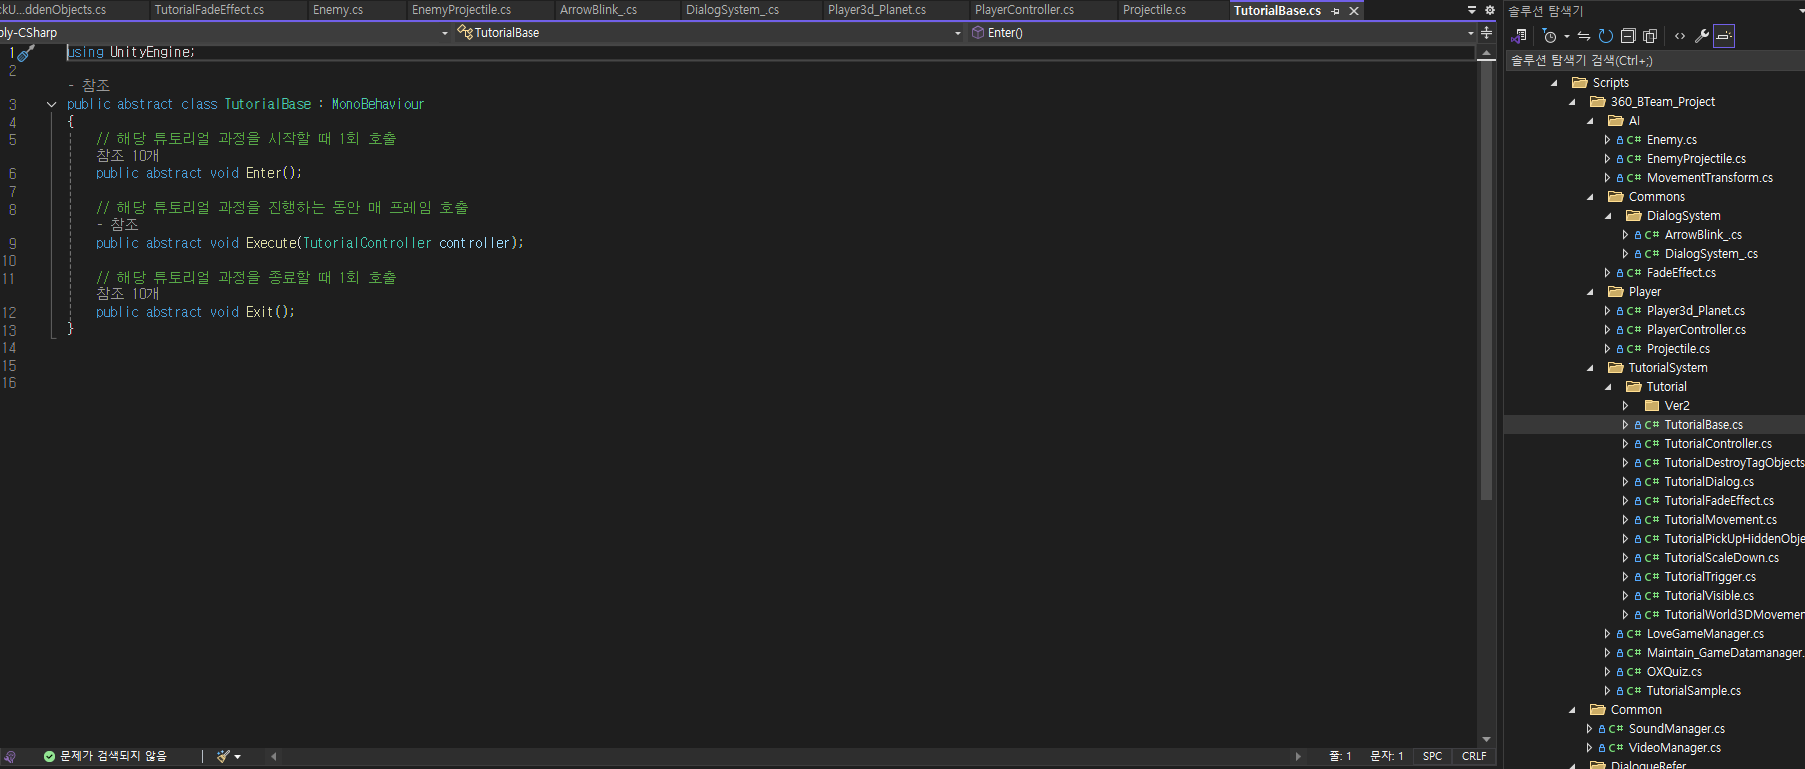 ckU...ddenObjects.cs TutorialFadeEffect.cs Enemy.cs EnemyProjectile.cs ArrowBlink_.cs DialogSystem_.cs Player3d_Planet.cs PlayerController.cs Projectile.cs TutorialBase.cs
bly-CSharp TutorialBase Enter()
1 using UnityEngine;
2
- 참조
3 public abstract class TutorialBase : MonoBehaviour
4 {
5 // 해당 튜토리얼 과정을 시작할 때 1회 호출
참조 10개
6 public abstract void Enter();
7
8 // 해당 튜토리얼 과정을 진행하는 동안 매 프레임 호출
- 참조
9 public abstract void Execute(TutorialController controller);
10
11 // 해당 튜토리얼 과정을 종료할 때 1회 호출
참조 10개
12 public abstract void Exit();
13 }
14
15
16
문제가 검색되지 않음 줄: 1 문자: 1 SPC CRLF
솔루션 탐색기
솔루션 탐색기 검색(Ctrl+;)
Scripts
360_BTeam_Project
AI
C# Enemy.cs
C# EnemyProjectile.cs
C# MovementTransform.cs
Commons
DialogSystem
C# ArrowBlink_.cs
C# DialogSystem_.cs
C# FadeEffect.cs
Player
C# Player3d_Planet.cs
C# PlayerController.cs
C# Projectile.cs
TutorialSystem
Tutorial
Ver2
C# TutorialBase.cs
C# TutorialController.cs
C# TutorialDestroyTagObjects
C# TutorialDialog.cs
C# TutorialFadeEffect.cs
C# TutorialMovement.cs
C# TutorialPickUpHiddenObje
C# TutorialScaleDown.cs
C# TutorialTrigger.cs
C# TutorialVisible.cs
C# TutorialWorld3DMovemen
C# LoveGameManager.cs
C# Maintain_GameDatamanager.
C# OXQuiz.cs
C# TutorialSample.cs
Common
C# SoundManager.cs
C# VideoManager.cs
DialogueRefer